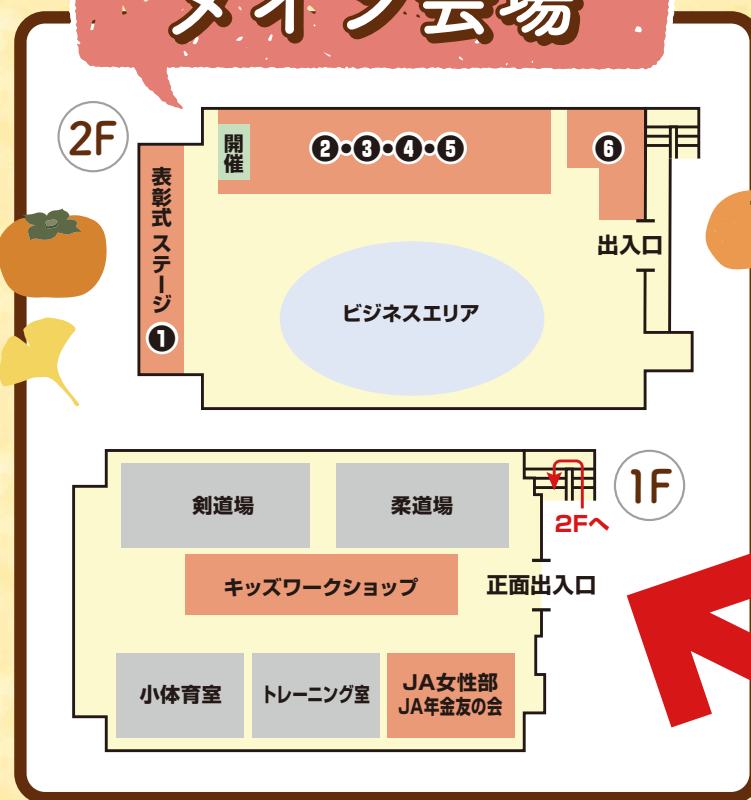 メイン会場
2F
開催
❷・❸・❹・❺
❻
表彰式 ステージ ❶
出入口
ビジネスエリア
1F
剣道場
柔道場
2Fへ
キッズワークショップ
正面出入口
小体育室
トレーニング室
JA女性部
JA年金友の会